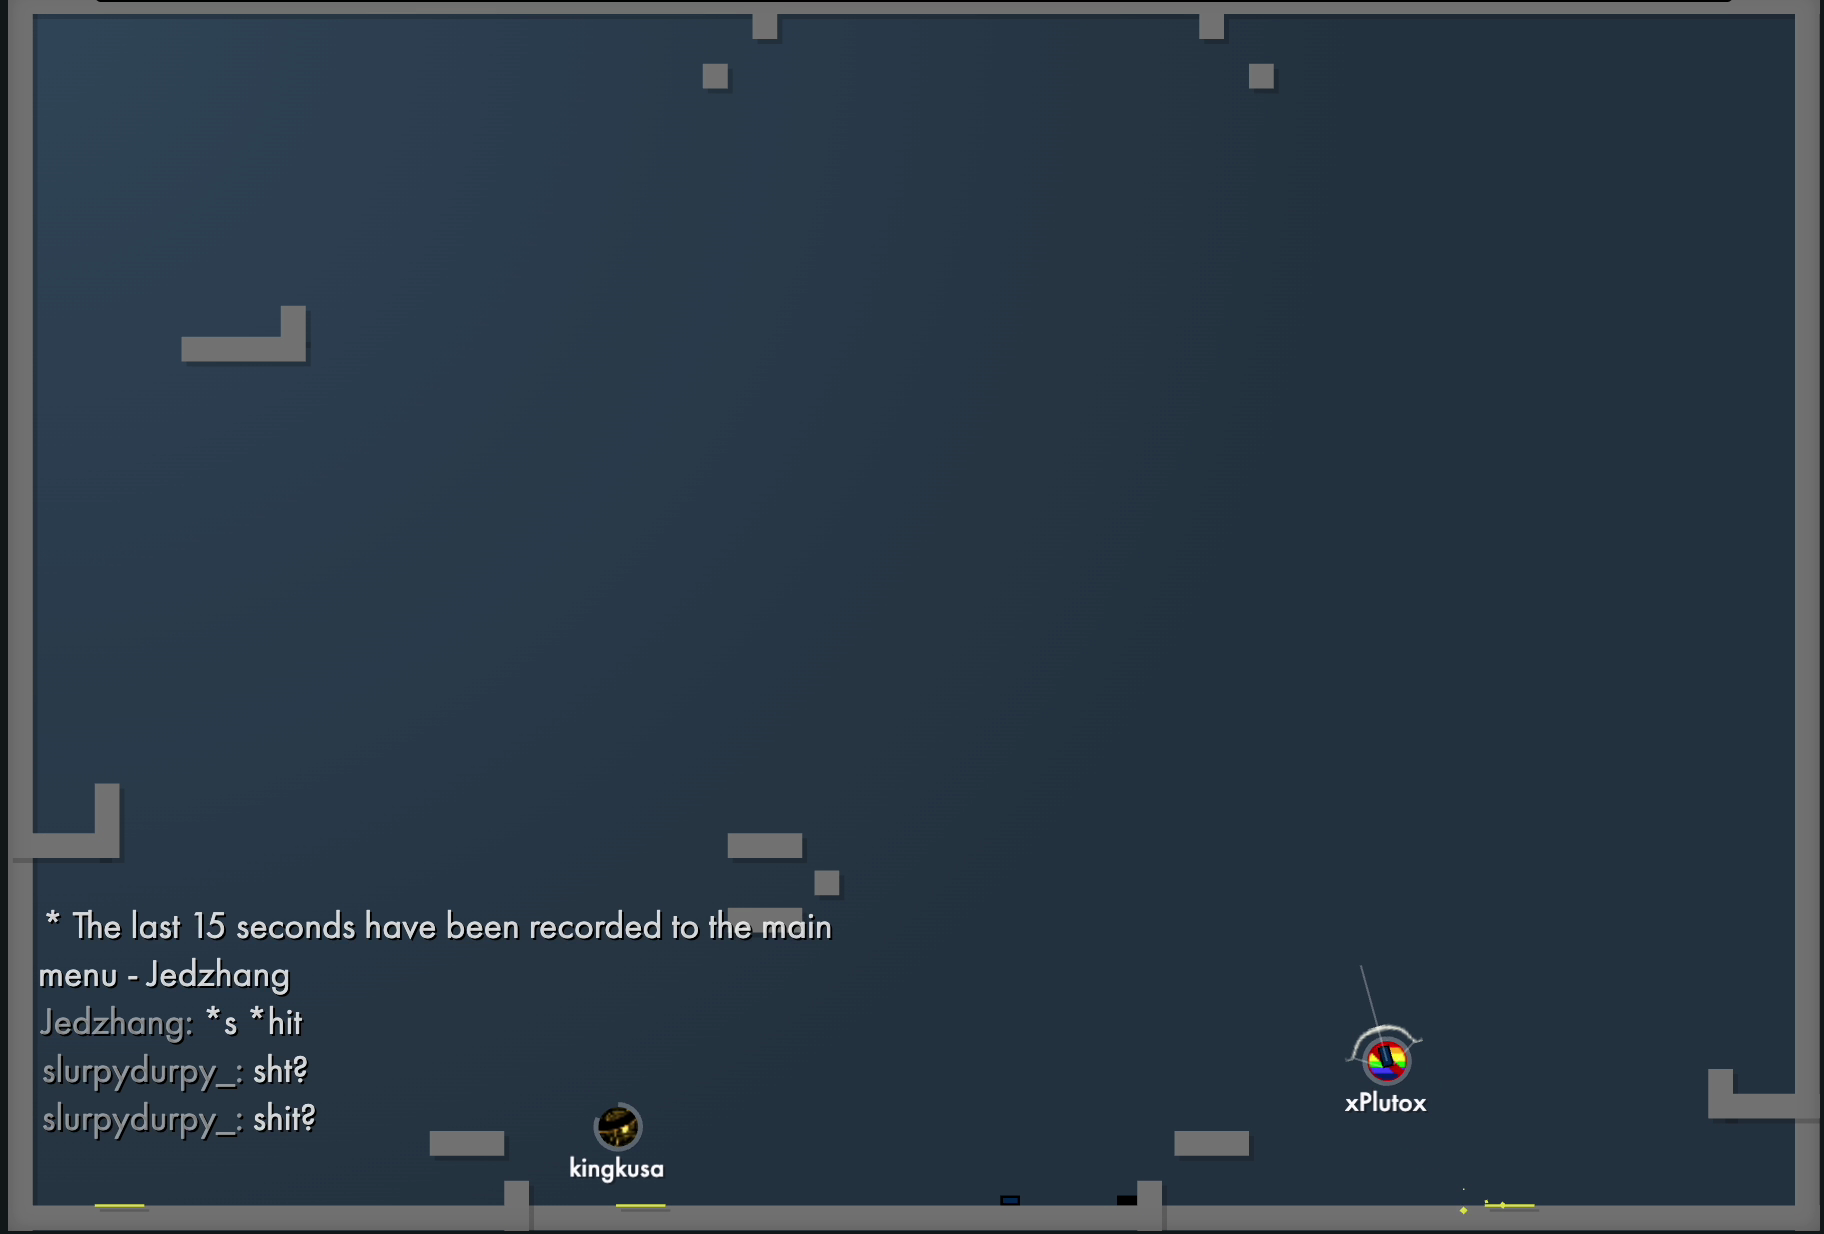 * The last 15 seconds have been recorded to the main
menu - Jedzhang
Jedzhang: *s *hit
slurpydurpy_: sht?
slurpydurpy_: shit?
xPlutox
kingkusa